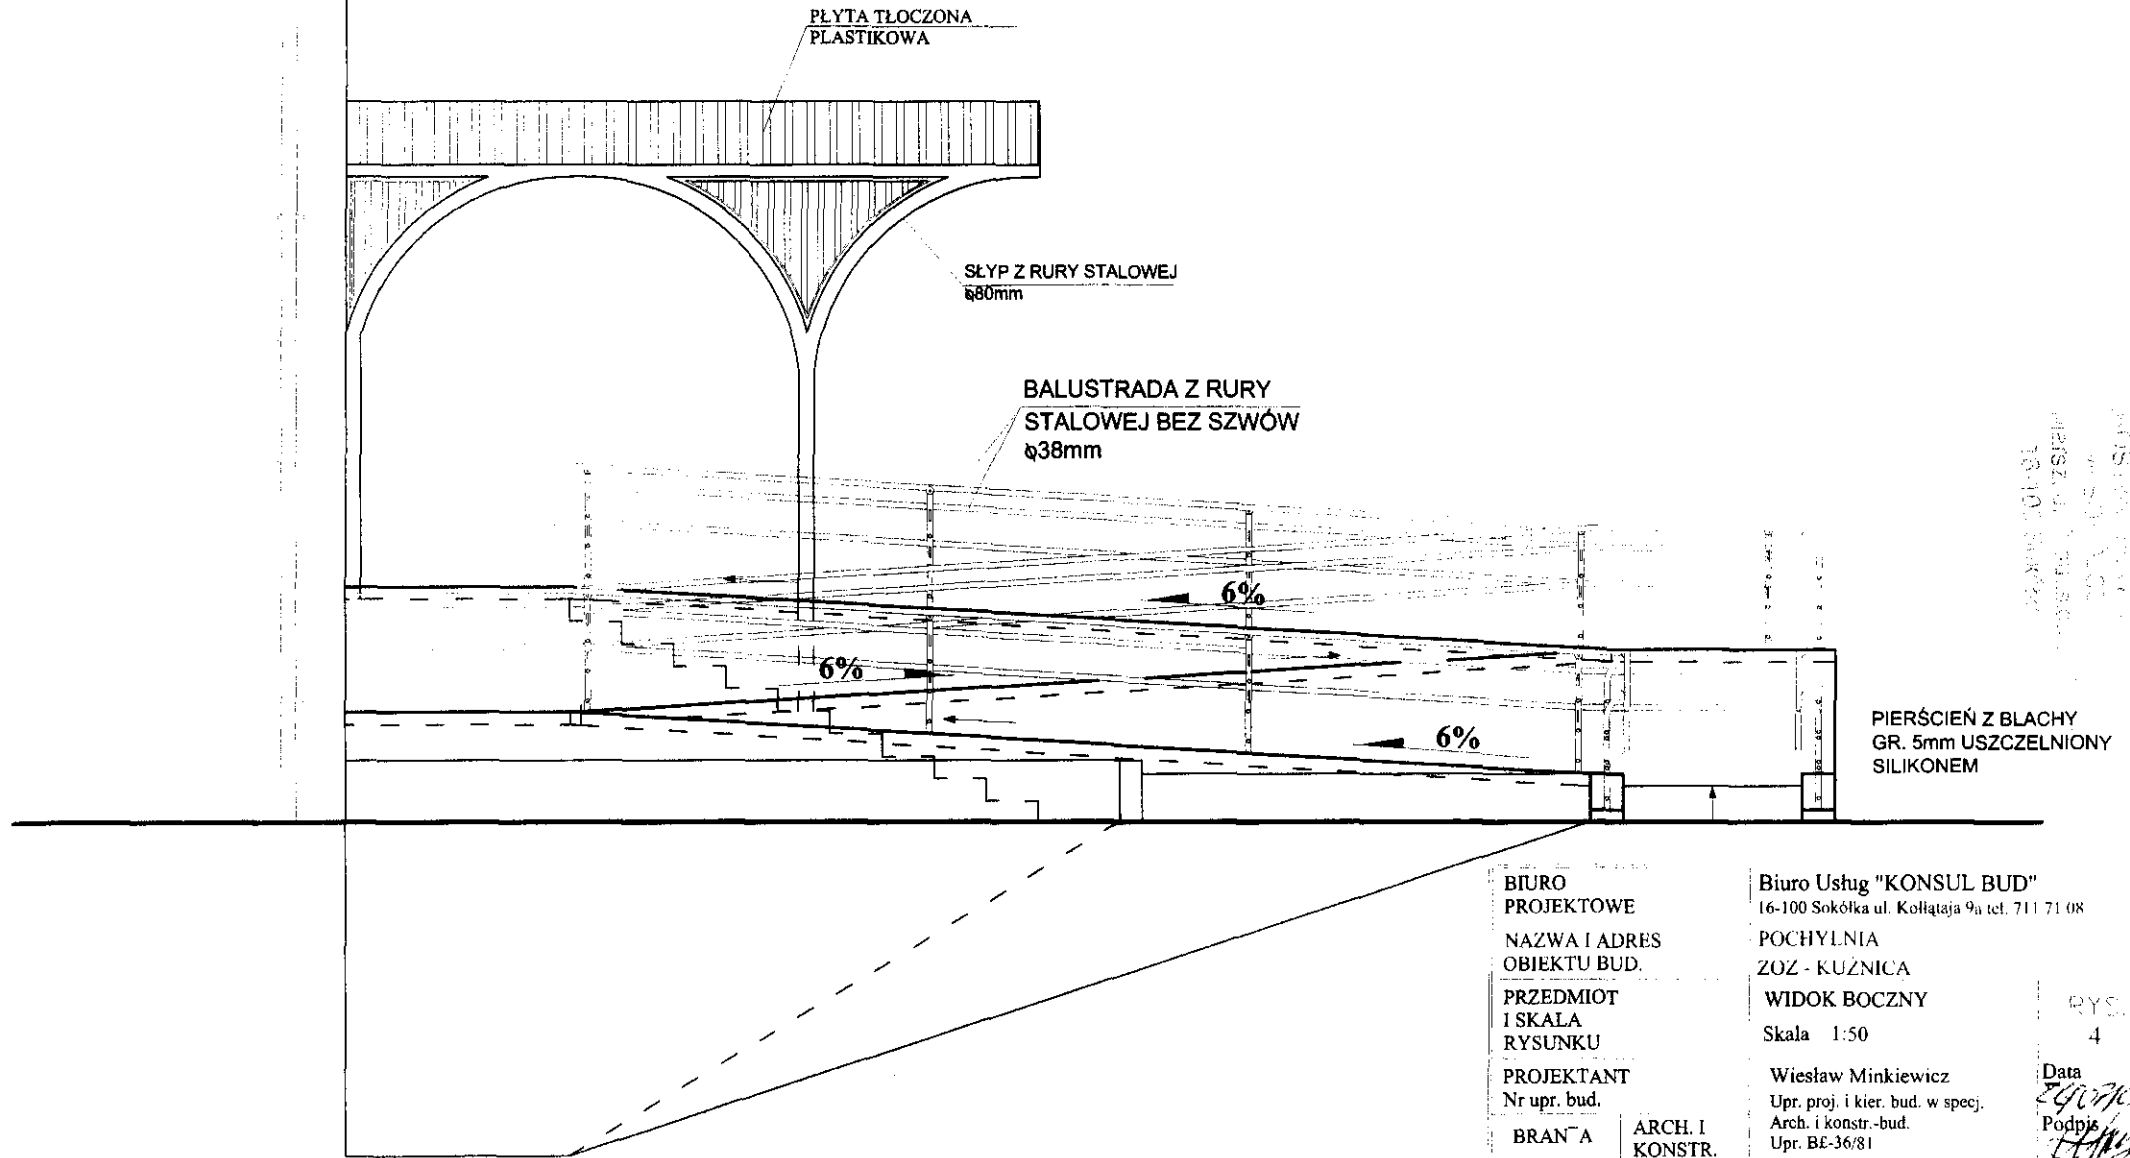 PŁYTA TŁOCZONA
PLASTIKOWA
SŁYP Z RURY STALOWEJ
φ80mm
BALUSTRADA Z RURY
STALOWEJ BEZ SZWÓW
φ38mm
6%
6%
6%
PIERŚCIEŃ Z BLACHY
GR. 5mm USZCZELNIONY
SILIKONEM
BIURO
PROJEKTOWE
Biuro Usług "KONSUL BUD"
16-100 Sokółka ul. Kołłątaja 9a tel. 711 71 08
NAZWA I ADRES
OBIEKTU BUD.
POCHYLNIA
ZOZ - KUŹNICA
PRZEDMIOT
I SKALA
RYSUNKU
WIDOK BOCZNY
Skala 1:50
RYS.
4
PROJEKTANT
Nr upr. bud.
Wiesław Minkiewicz
Upr. proj. i kier. bud. w specj.
Arch. i konstr.-bud.
Upr. BŁ-36/81
Data
Podpis
BRAN¯A
ARCH. I
KONSTR.